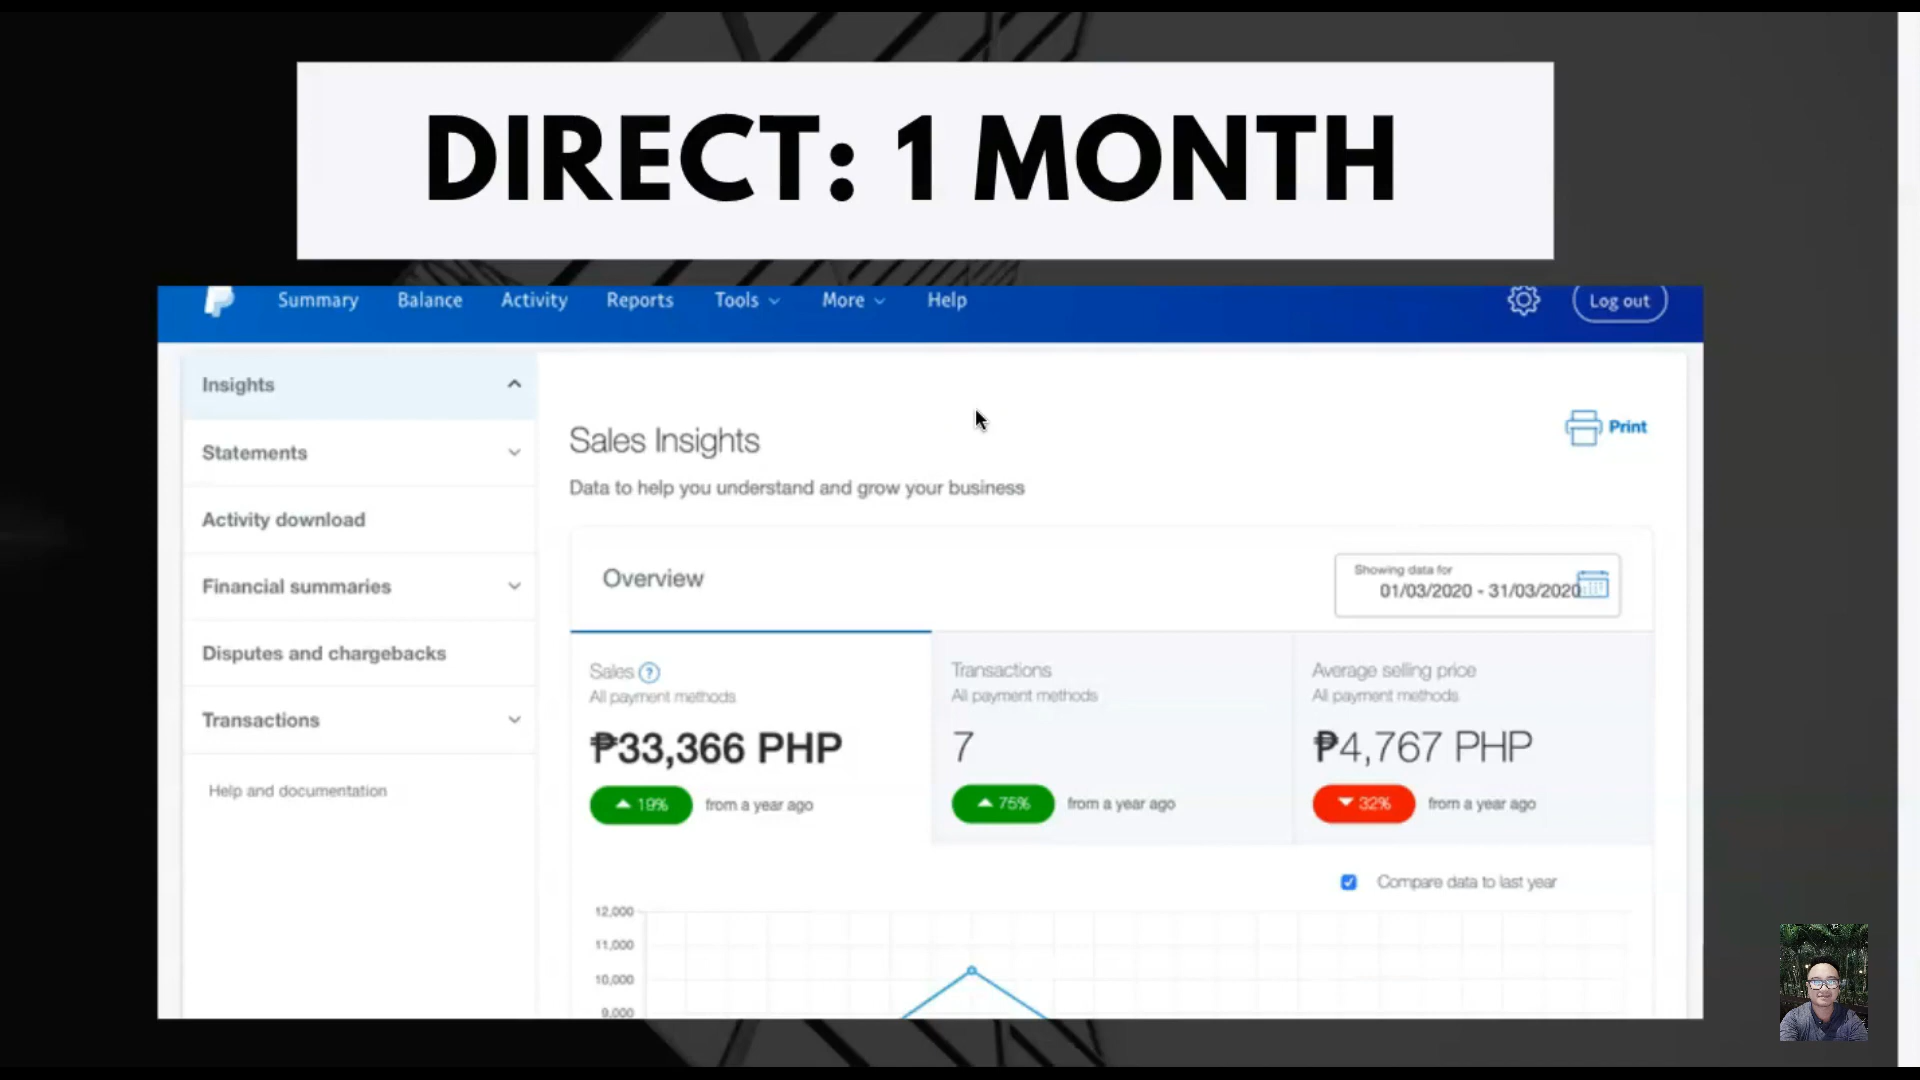 DIRECT: 1 MONTH
Summary Balance Activity Reports Tools More Help Log out
Insights
Statements
Activity download
Financial summaries
Disputes and chargebacks
Transactions
Help and documentation
Sales Insights
Print
Data to help you understand and grow your business
Overview
Showing data for
01/03/2020 - 31/03/2020
Sales ?
All payment methods
₱33,366 PHP
19% from a year ago
Transactions
All payment methods
7
75% from a year ago
Average selling price
All payment methods
₱4,767 PHP
32% from a year ago
Compare data to last year
12,000
11,000
10,000
9,000